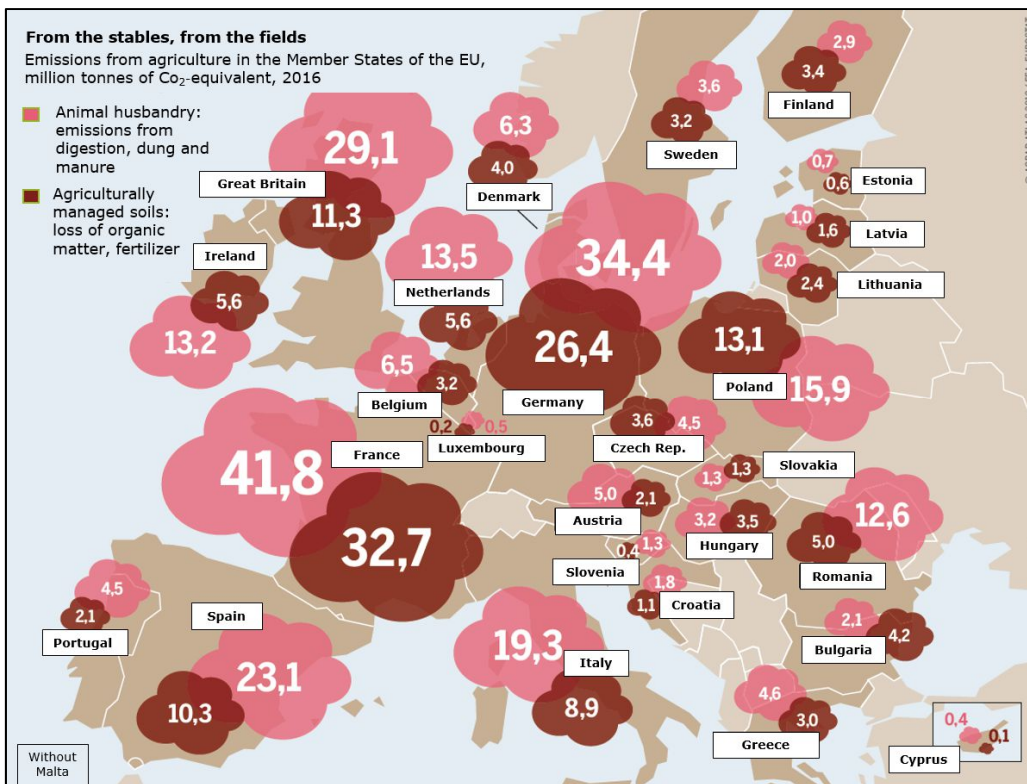 From the stables, from the fields
Emissions from agriculture in the Member States of the EU,
million tonnes of Co₂-equivalent, 2016
Animal husbandry:
emissions from
digestion, dung and
manure
Agriculturally
managed soils:
loss of organic
matter, fertilizer
2,9
3,4
Finland
3,6
3,2
Sweden
6,3
4,0
Denmark
29,1
Great Britain
11,3
0,7
0,6
Estonia
1,0
1,6
Latvia
2,0
2,4
Lithuania
Ireland
5,6
13,2
13,5
Netherlands
5,6
34,4
26,4
Germany
13,1
Poland
15,9
6,5
3,2
Belgium
0,2
0,5
Luxembourg
3,6
4,5
Czech Rep.
France
41,8
32,7
1,3
1,3
Slovakia
5,0
2,1
Austria
3,2
3,5
Hungary
12,6
5,0
Romania
0,4
1,3
Slovenia
1,8
1,1
Croatia
4,5
2,1
Portugal
Spain
23,1
10,3
19,3
Italy
8,9
2,1
4,2
Bulgaria
4,6
3,0
Greece
0,4
0,1
Cyprus
Without
Malta